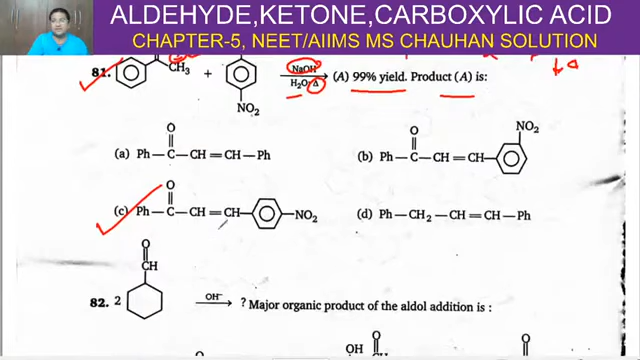 ALDEHYDE,KETONE,CARBOXYLIC ACID
CHAPTER-5, NEET/AIIMS MS CHAUHAN SOLUTION
81.
CH3
+
NO2
NaOH
H2O, Δ
(A) 99% yield. Product (A) is:
(a) Ph—C—CH=CH—Ph
O
(b) Ph—C—CH=CH
O
NO2
(c) Ph—C—CH=CH
O
NO2
(d) Ph—CH2—CH=CH—Ph
82. 2
O
CH
OH−
? Major organic product of the aldol addition is :
OH
O
O
O